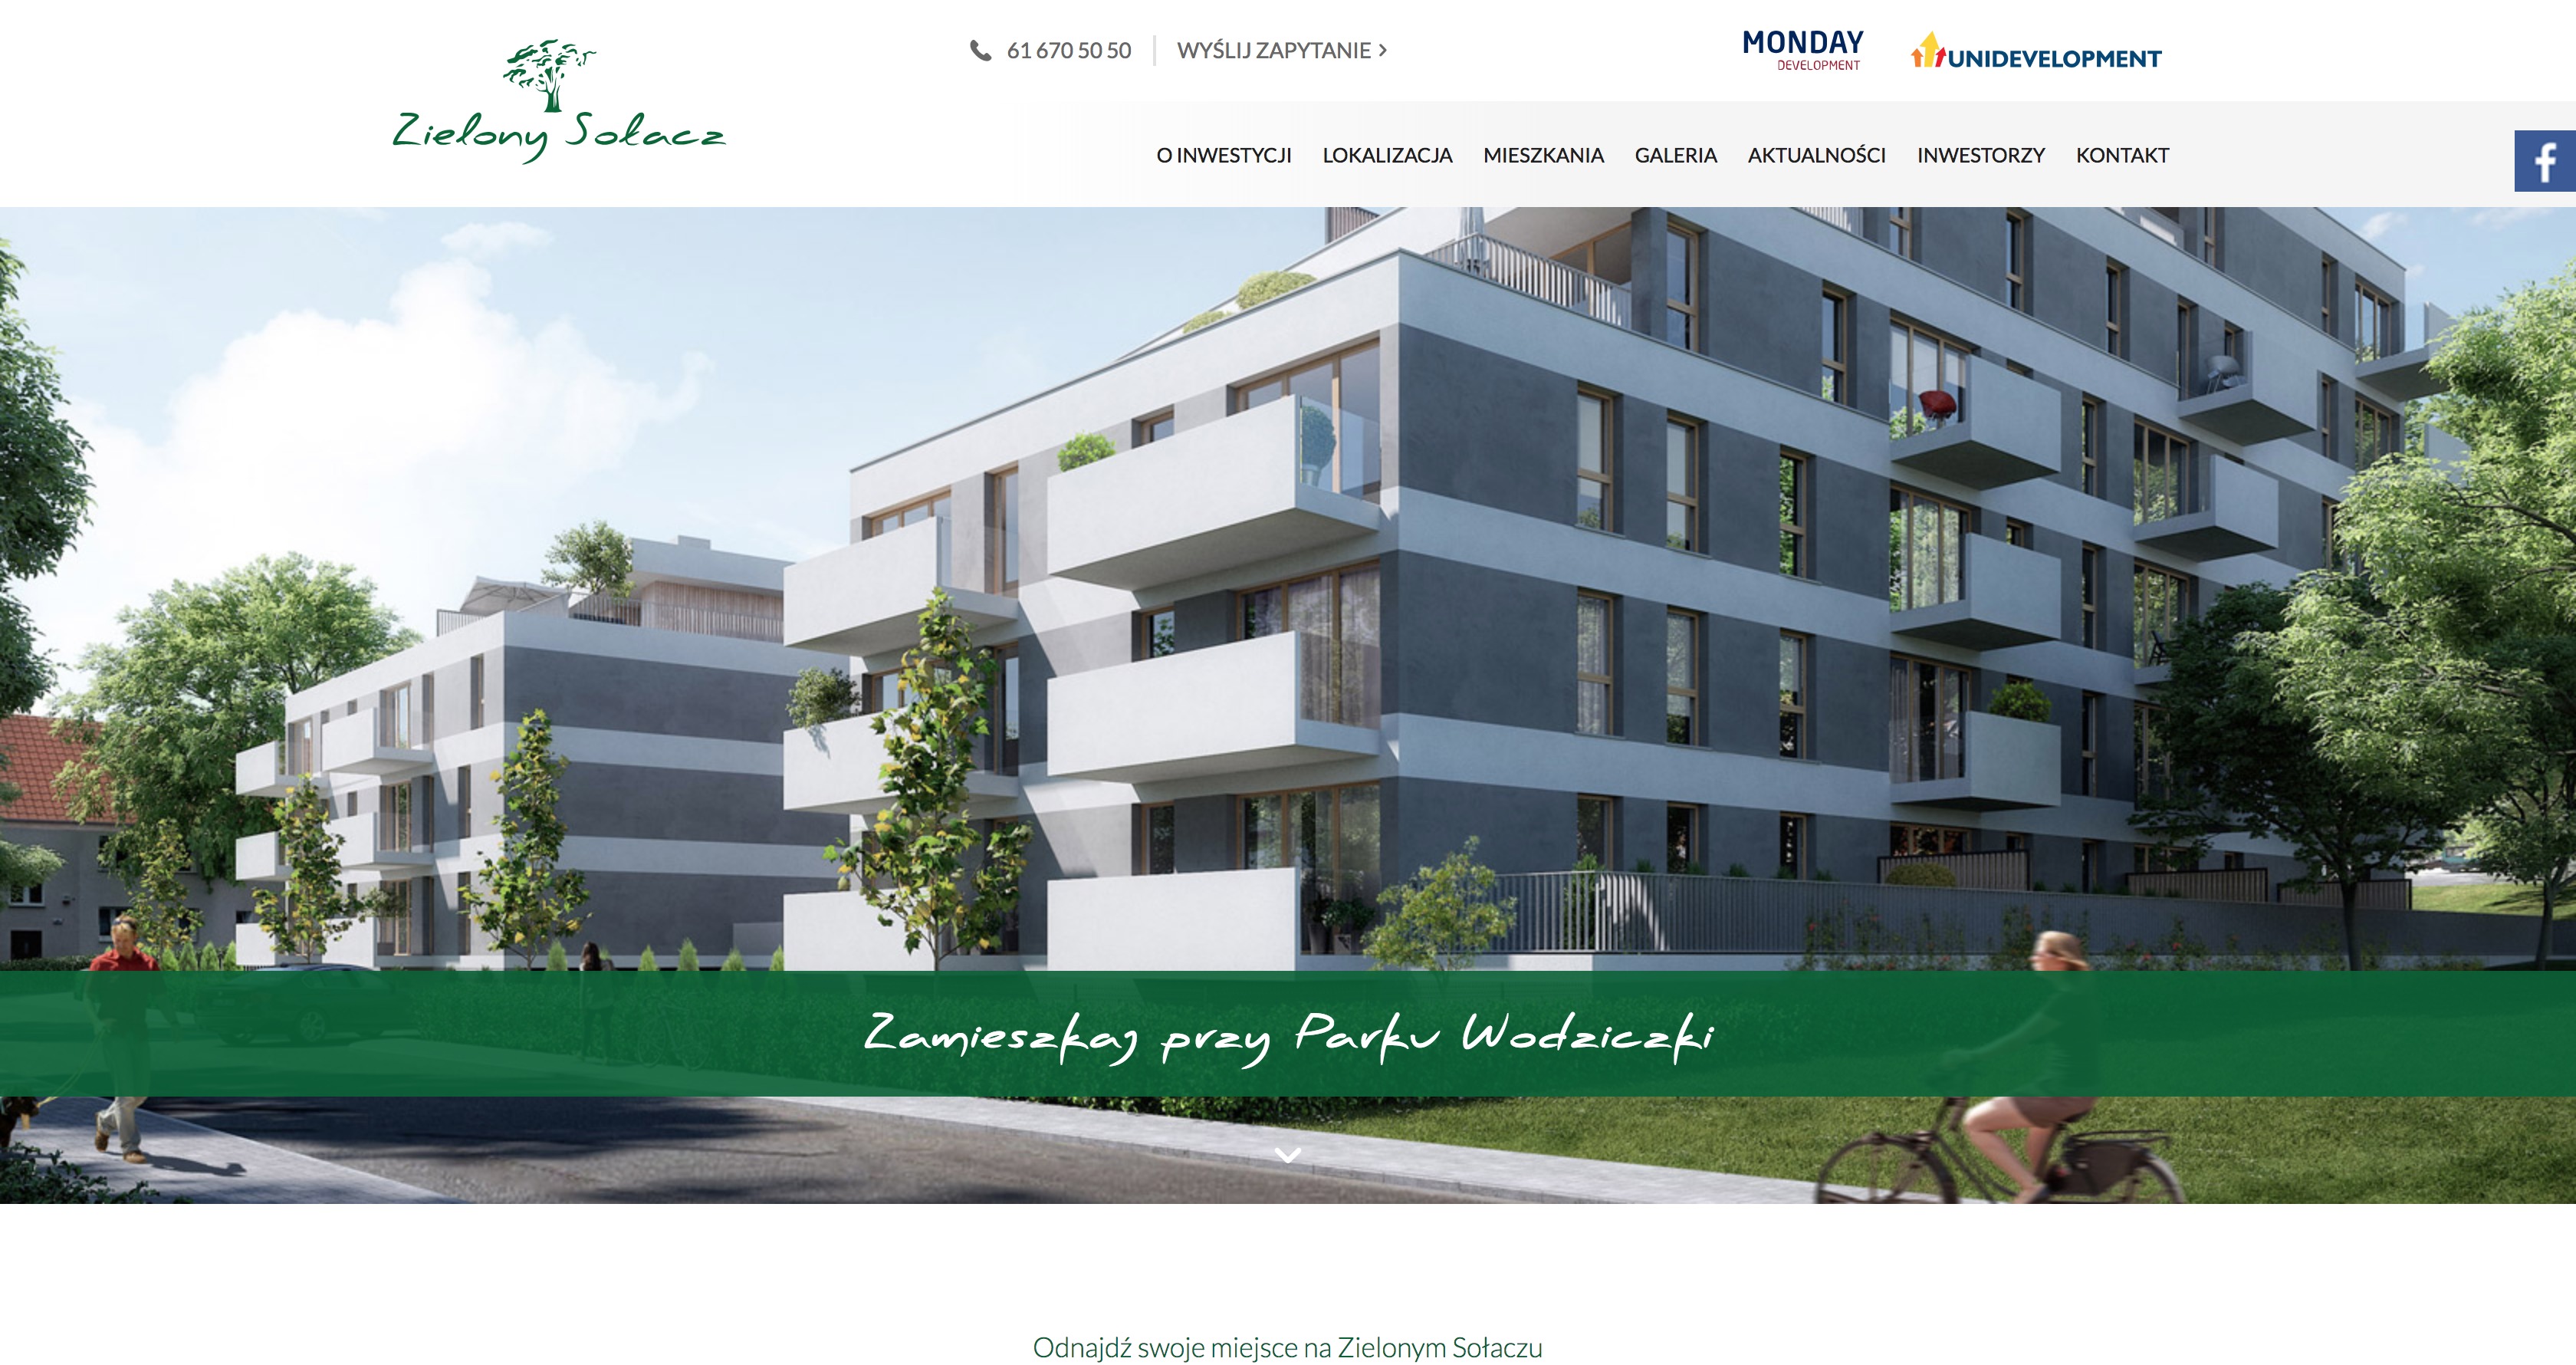 Zielony Sołacz
61 670 50 50
WYŚLIJ ZAPYTANIE
MONDAY
DEVELOPMENT
UNIDEVELOPMENT
O INWESTYCJI LOKALIZACJA MIESZKANIA GALERIA AKTUALNOŚCI INWESTORZY KONTAKT
Zamieszkaj przy Parku Wodziczki
Odnajdź swoje miejsce na Zielonym Sołaczu